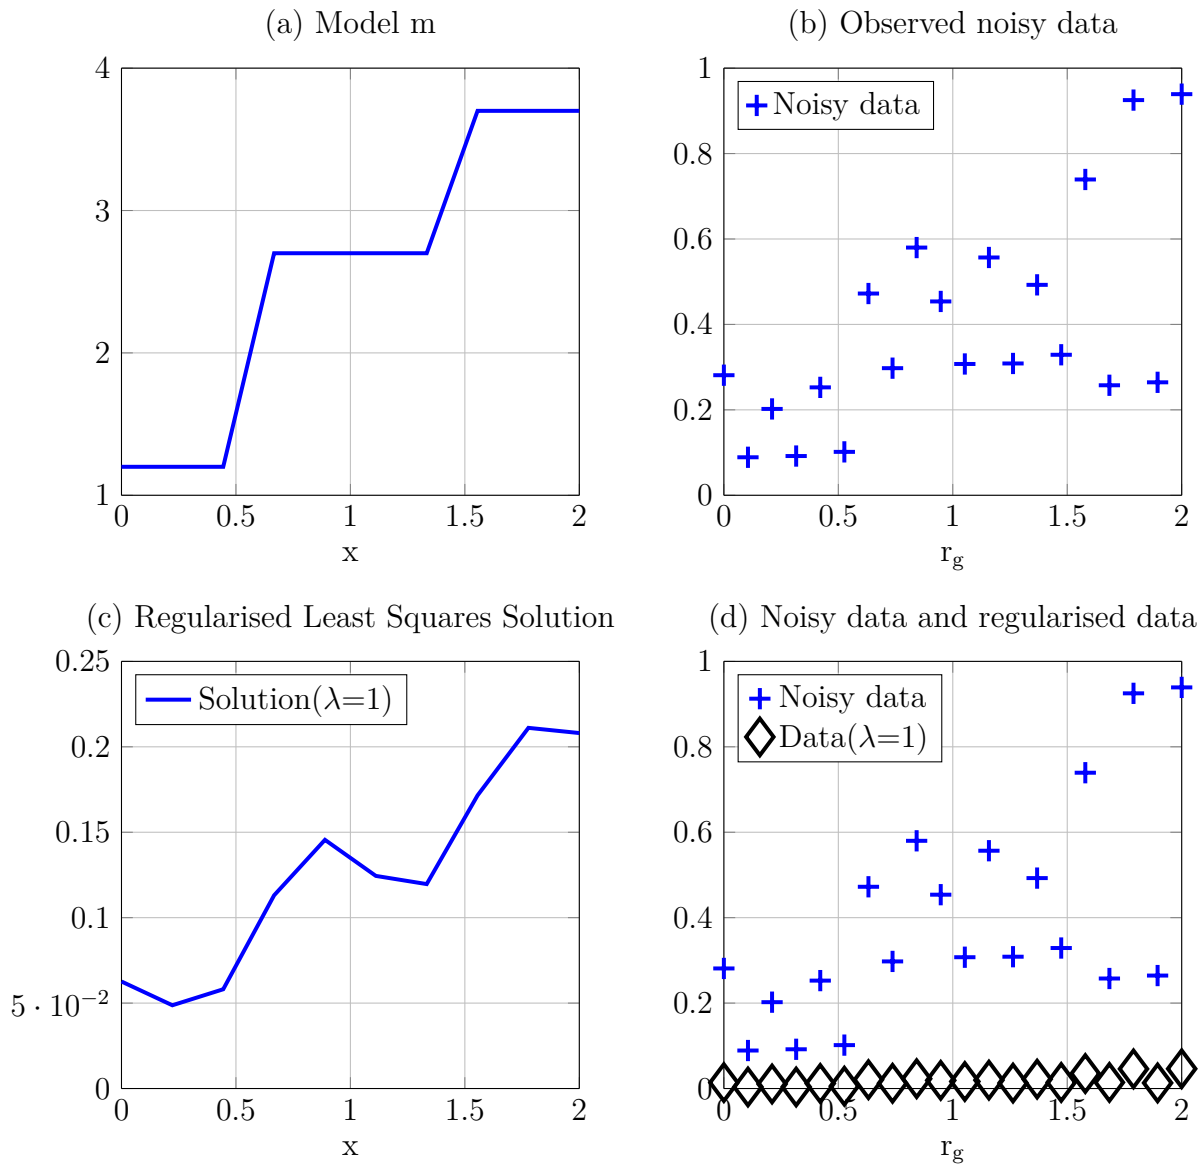 (a) Model m
4
3
2
1
0 0.5 1 1.5 2
x
(b) Observed noisy data
1
0.8
0.6
0.4
0.2
0
Noisy data
0 0.5 1 1.5 2
r_g
(c) Regularised Least Squares Solution
0.25
0.2
0.15
0.1
5 · 10⁻²
0
Solution(λ=1)
0 0.5 1 1.5 2
x
(d) Noisy data and regularised data
1
0.8
0.6
0.4
0.2
0
Noisy data
Data(λ=1)
0 0.5 1 1.5 2
r_g